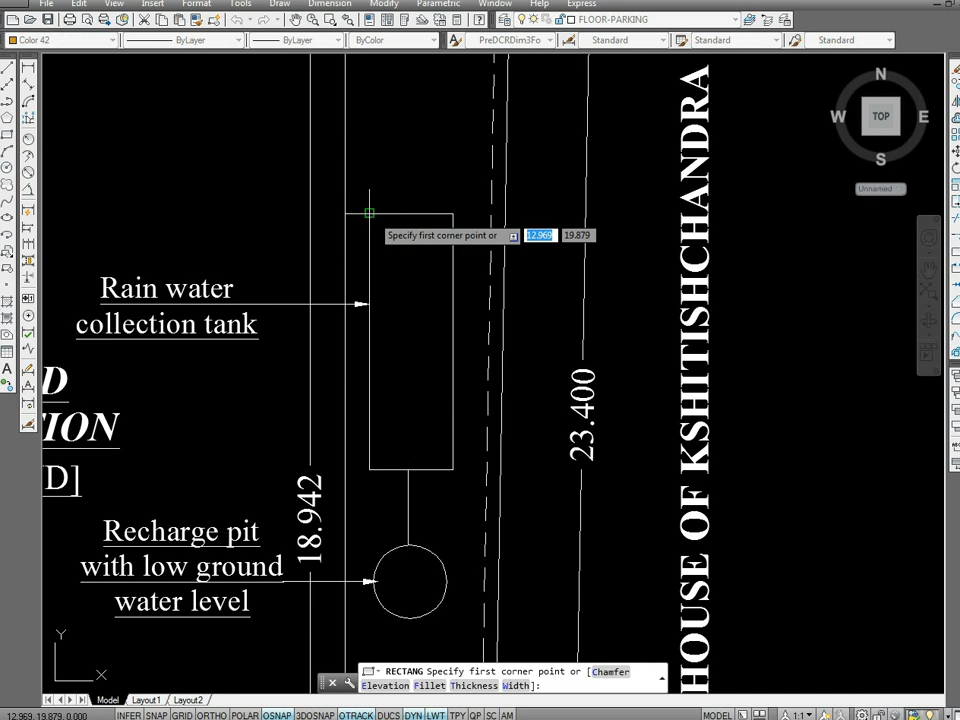 File Edit View Insert Format Tools Draw Dimension Modify Parametric Window Help Express
FLOOR-PARKING
Color 42 ByLayer ByLayer ByColor PreDCRDim3Fo Standard Standard Standard
N
W TOP E
S
Unnamed
Specify first corner point or 12.969 19.879
Rain water
collection tank
D
ION
D]
18.942
23.400
HOUSE OF KSHITISHCHANDRA
Recharge pit
with low ground
water level
Y
X
RECTANG Specify first corner point or [Chamfer
Elevation Fillet Thickness Width]:
Model Layout1 Layout2
12.969, 19.879, 0.000 INFER SNAP GRID ORTHO POLAR OSNAP 3DOSNAP OTRACK DUCS DYN LWT TPY QP SC AM MODEL 1:1